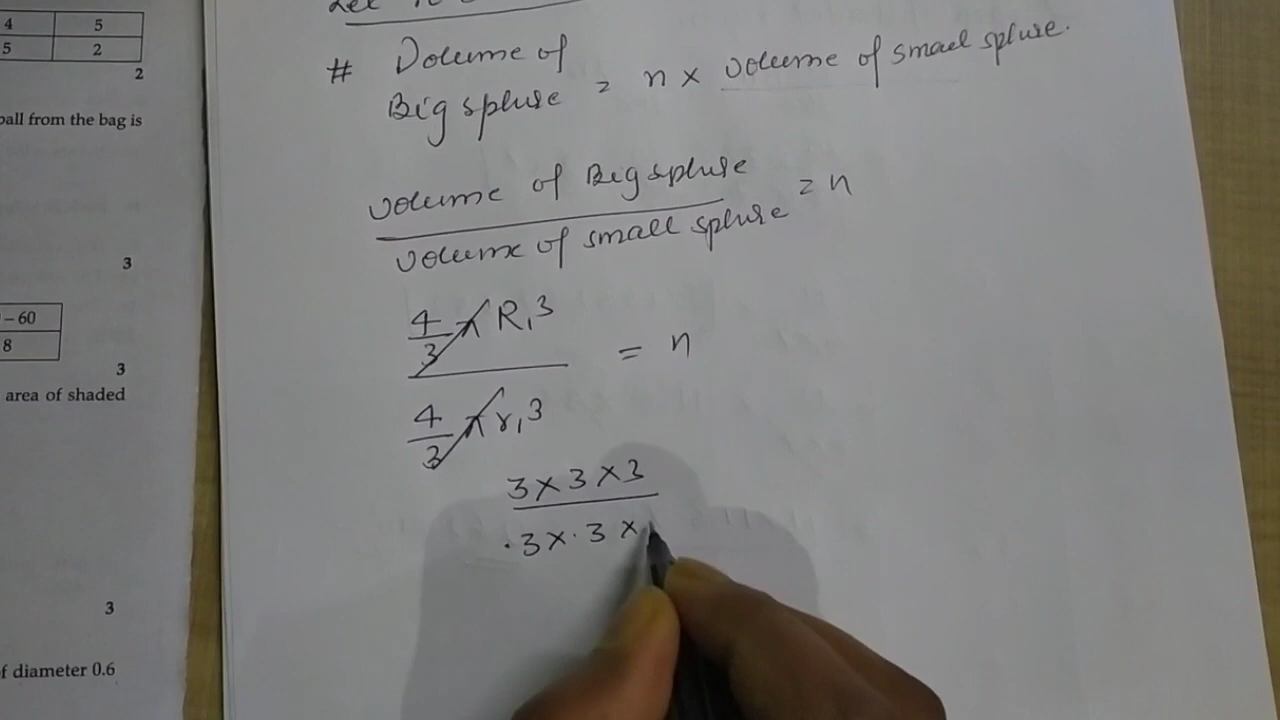 4 5
5 2
2
ball from the bag is
3
– 60
8
3
area of shaded
3
f diameter 0.6
Let n
# Volume of
Big sphere = n × volume of small sphere.
volume of Big sphere
volume of small sphere = n
4/3 π R₁³
= n
4/3 π r₁³
3 × 3 × 3
.3 × .3 ×